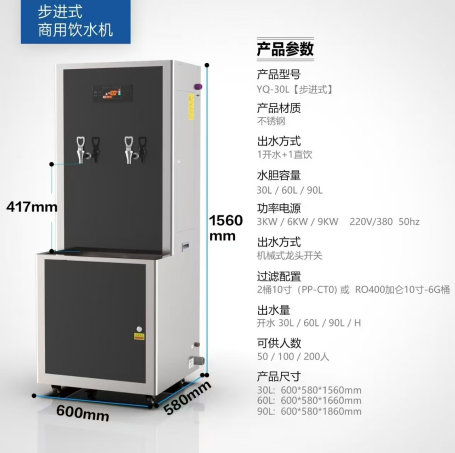 步进式
商用饮水机
产品参数
产品型号
YQ-30L【步进式】
产品材质
不锈钢
出水方式
1开水+1直饮
水胆容量
30L / 60L / 90L
功率电源
3KW / 6KW / 9KW 220V/380 50hz
出水方式
机械式龙头开关
过滤配置
2桶10寸（PP-CT0) 或 RO400加仑10寸-6G桶
出水量
开水 30L / 60L / 90L / H
可供人数
50 / 100 / 200人
产品尺寸
30L: 600*580*1560mm
60L: 600*580*1660mm
90L: 600*580*1860mm
417mm
1560
mm
600mm
580mm